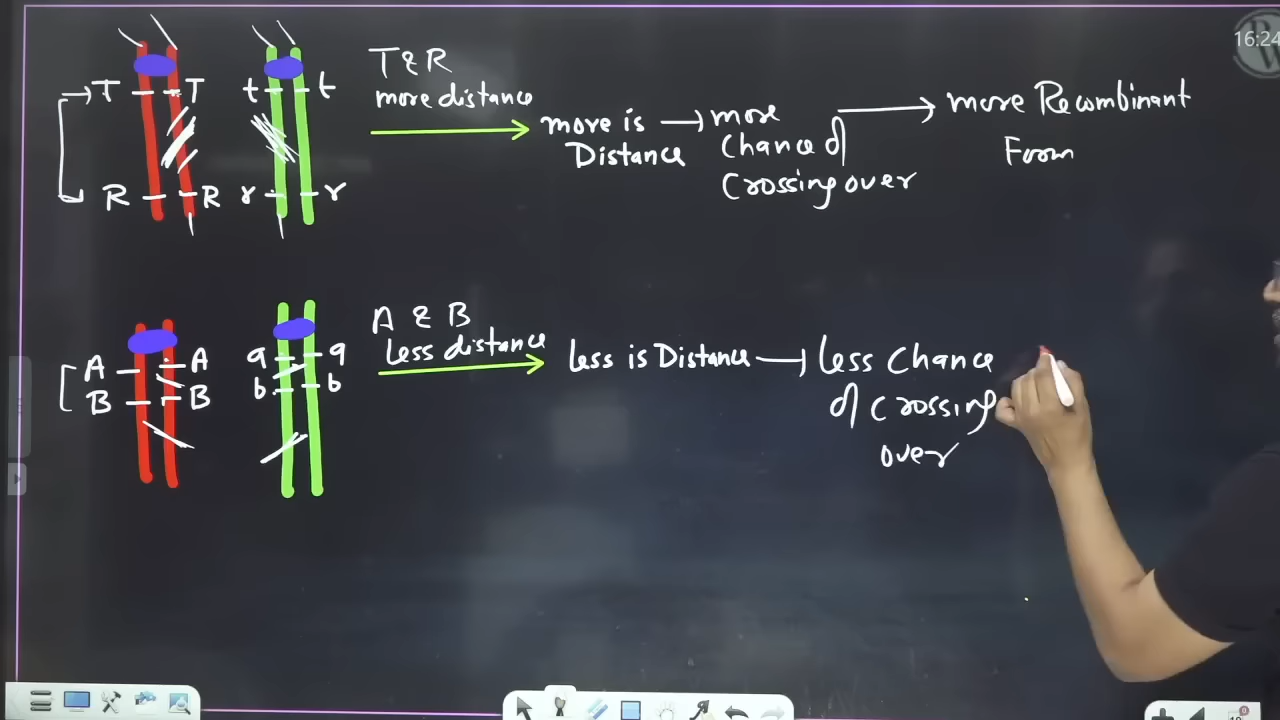 16:24
T & R
more distance
T T t t
more is → more → more Recombinant
Distance Chance of Form
Crossing over
R R r r
A & B
Less distance
A A a a
less is Distance → less Chance
B B b b
of Crossing
over